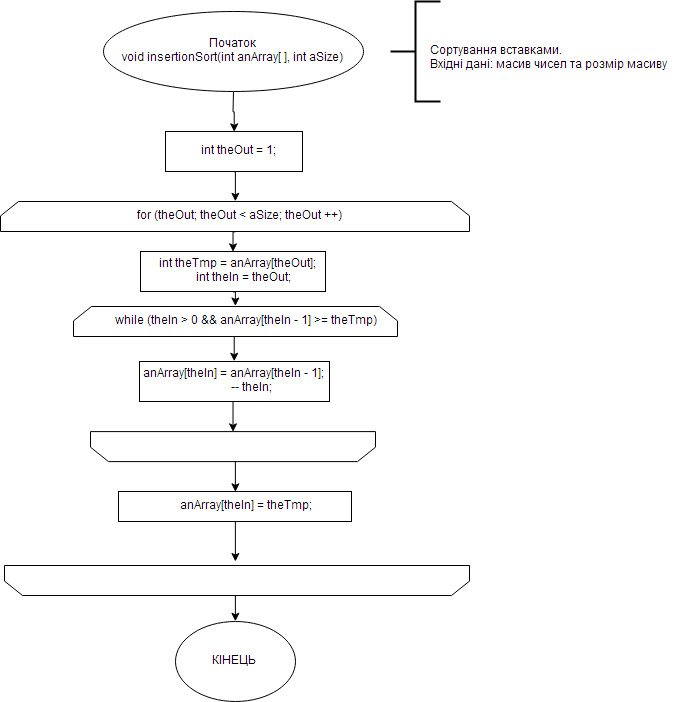 Початок
void insertionSort(int anArray[ ], int aSize)
Сортування вставками.
Вхідні дані: масив чисел та розмір масиву
int theOut = 1;
for (theOut; theOut < aSize; theOut ++)
int theTmp = anArray[theOut];
int theIn = theOut;
while (theIn > 0 && anArray[theIn - 1] >= theTmp)
anArray[theIn] = anArray[theIn - 1];
-- theIn;
anArray[theIn] = theTmp;
КІНЕЦЬ